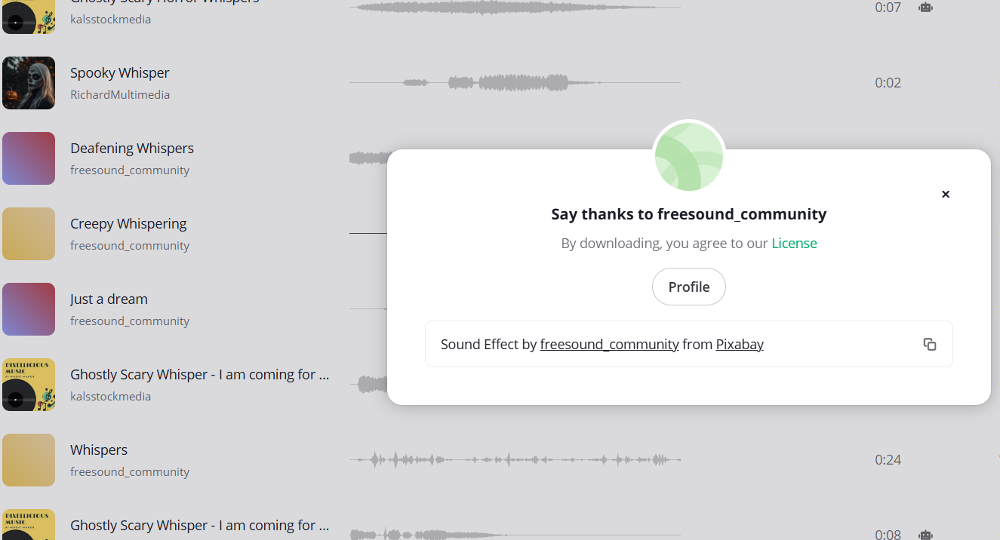 Ghostly Scary Horror Whispers
kalsstockmedia
0:07
Spooky Whisper
RichardMultimedia
0:02
Deafening Whispers
freesound_community
Creepy Whispering
freesound_community
Just a dream
freesound_community
PIXELLICIOUS
MUSIC
Ghostly Scary Whisper - I am coming for ...
kalsstockmedia
Whispers
freesound_community
0:24
PIXELLICIOUS
MUSIC
Ghostly Scary Whisper - I am coming for ...
0:08
Say thanks to freesound_community
By downloading, you agree to our License
Profile
Sound Effect by freesound_community from Pixabay